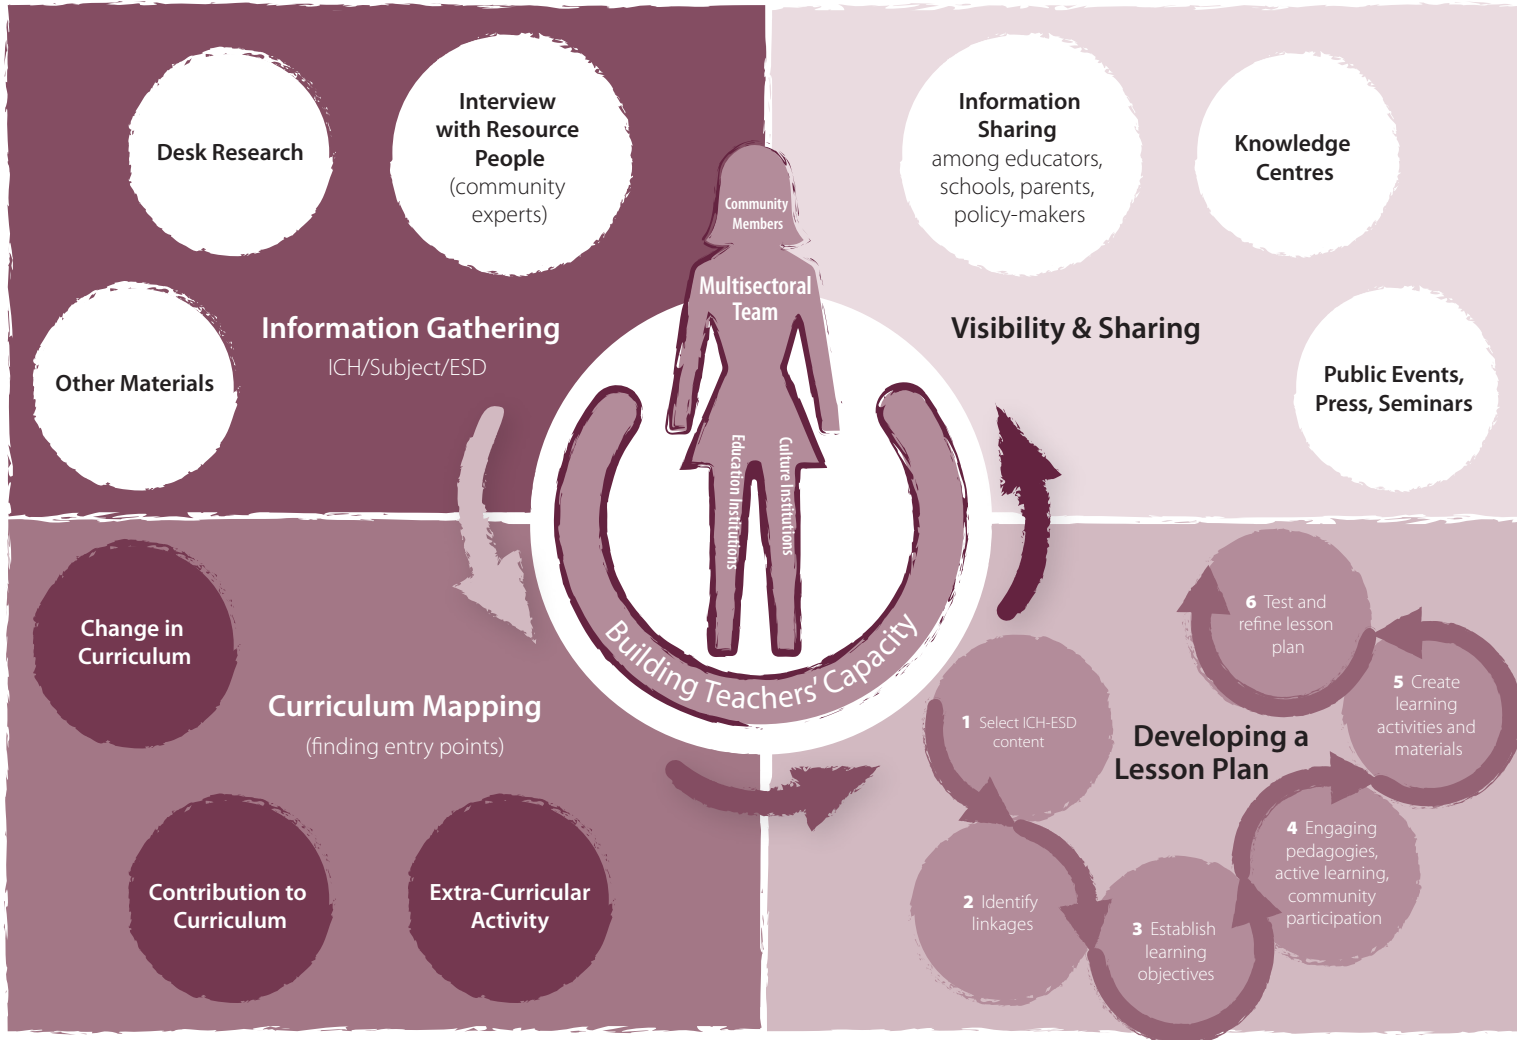 Desk Research
Interview
with Resource
People
(community
experts)
Other Materials
Information Gathering
ICH/Subject/ESD
Community
Members
Multisectoral
Team
Education Institutions
Culture Institutions
Building Teachers' Capacity
Information
Sharing
among educators,
schools, parents,
policy-makers
Knowledge
Centres
Visibility & Sharing
Public Events,
Press, Seminars
Change in
Curriculum
Curriculum Mapping
(finding entry points)
Contribution to
Curriculum
Extra-Curricular
Activity
Developing a
Lesson Plan
1 Select ICH-ESD
content
2 Identify
linkages
3 Establish
learning
objectives
4 Engaging
pedagogies,
active learning,
community
participation
5 Create
learning
activities and
materials
6 Test and
refine lesson
plan